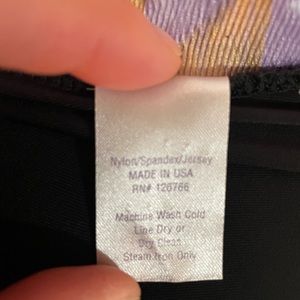 Nylon/Spandex/Jersey
MADE IN USA
RN# 126766
Machine Wash Cold
Line Dry or
Dry Clean
Steam Iron Only